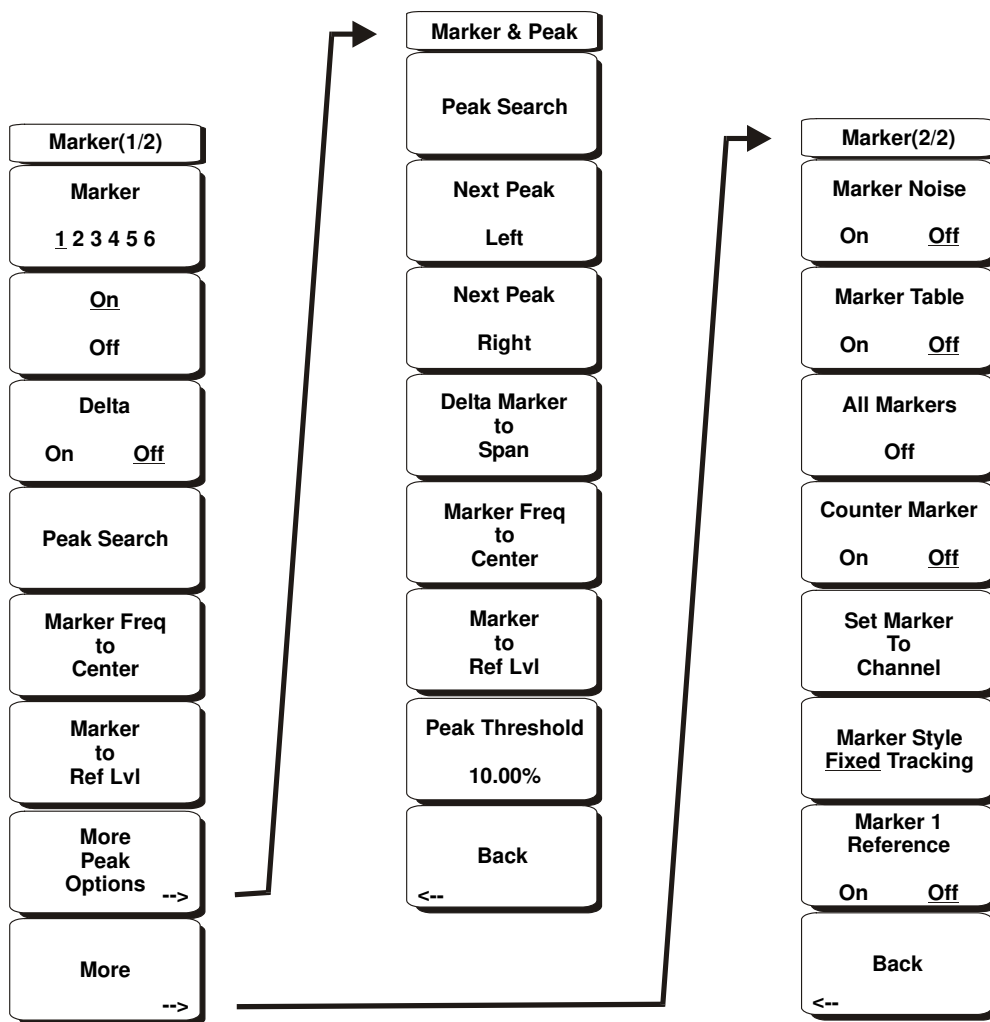 Marker(1/2)
Marker
1 2 3 4 5 6
On
Off
Delta
On Off
Peak Search
Marker Freq
to
Center
Marker
to
Ref Lvl
More
Peak
Options
-->
More
-->
Marker & Peak
Peak Search
Next Peak
Left
Next Peak
Right
Delta Marker
to
Span
Marker Freq
to
Center
Marker
to
Ref Lvl
Peak Threshold
10.00%
Back
<--
Marker(2/2)
Marker Noise
On Off
Marker Table
On Off
All Markers
Off
Counter Marker
On Off
Set Marker
To
Channel
Marker Style
Fixed Tracking
Marker 1
Reference
On Off
Back
<--